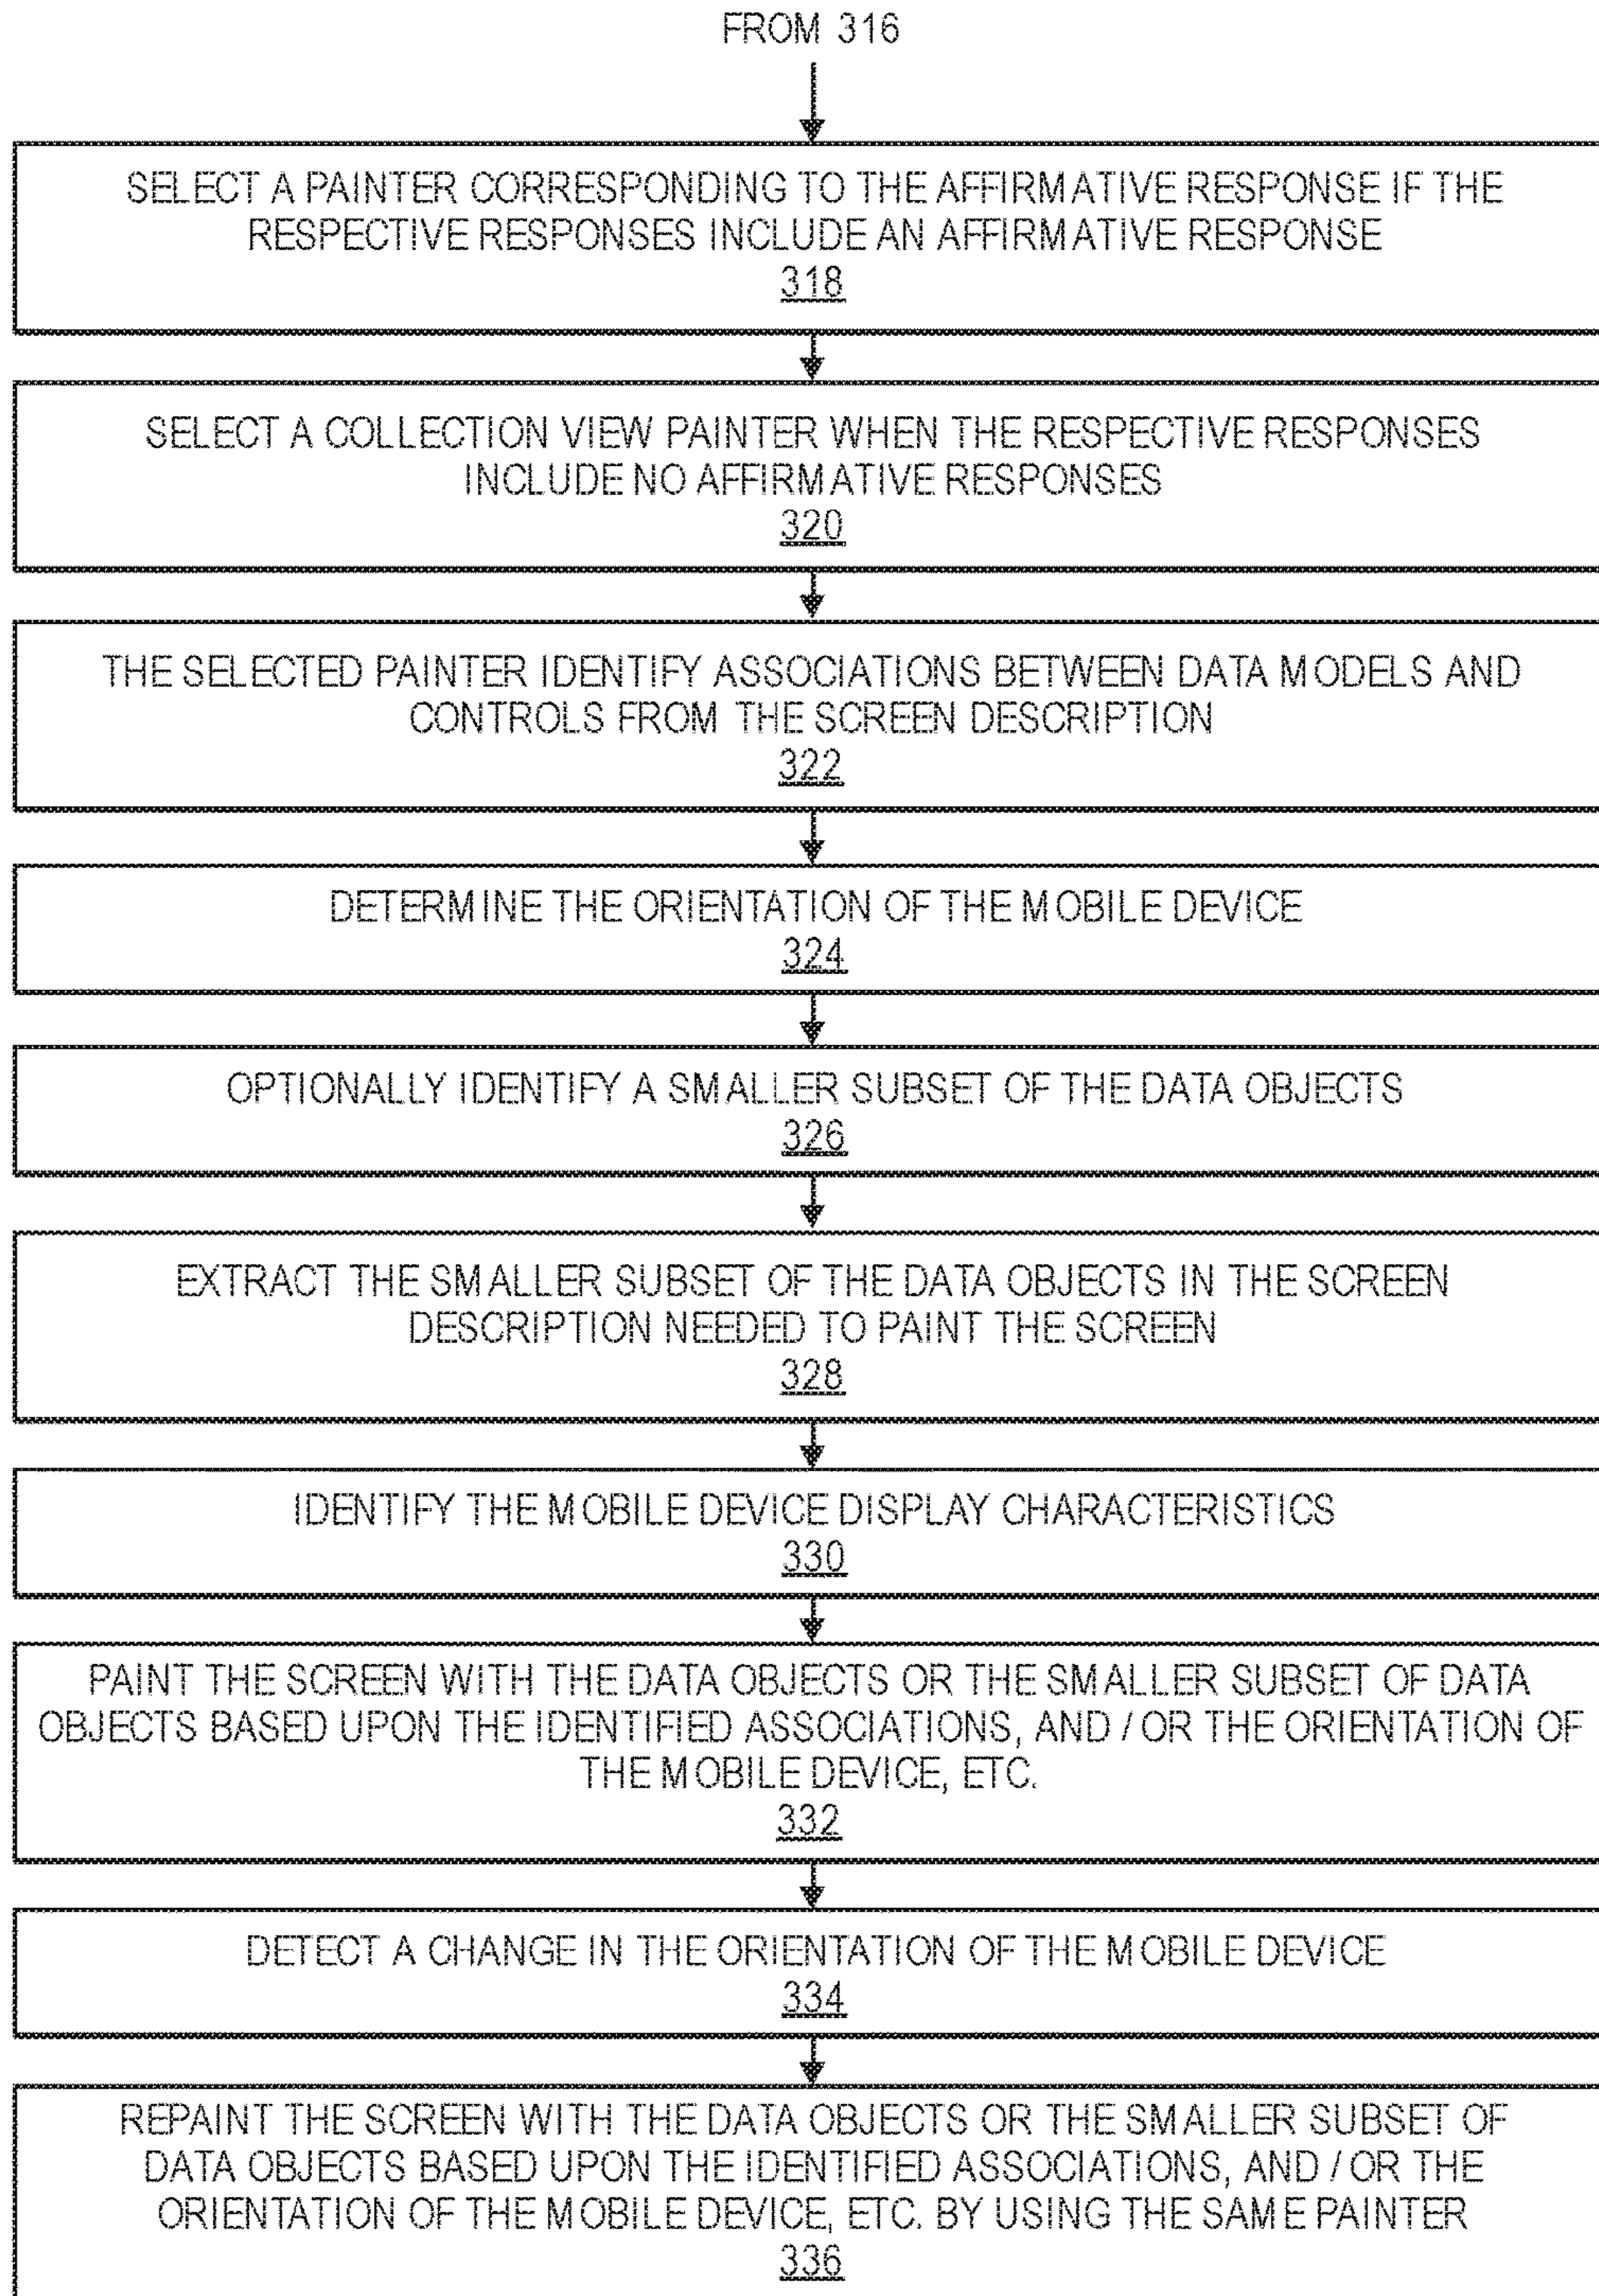 FROM 316
SELECT A PAINTER CORRESPONDING TO THE AFFIRMATIVE RESPONSE IF THE
RESPECTIVE RESPONSES INCLUDE AN AFFIRMATIVE RESPONSE
318
SELECT A COLLECTION VIEW PAINTER WHEN THE RESPECTIVE RESPONSES
INCLUDE NO AFFIRMATIVE RESPONSES
320
THE SELECTED PAINTER IDENTIFY ASSOCIATIONS BETWEEN DATA MODELS AND
CONTROLS FROM THE SCREEN DESCRIPTION
322
DETERMINE THE ORIENTATION OF THE MOBILE DEVICE
324
OPTIONALLY IDENTIFY A SMALLER SUBSET OF THE DATA OBJECTS
326
EXTRACT THE SMALLER SUBSET OF THE DATA OBJECTS IN THE SCREEN
DESCRIPTION NEEDED TO PAINT THE SCREEN
328
IDENTIFY THE MOBILE DEVICE DISPLAY CHARACTERISTICS
330
PAINT THE SCREEN WITH THE DATA OBJECTS OR THE SMALLER SUBSET OF DATA
OBJECTS BASED UPON THE IDENTIFIED ASSOCIATIONS, AND / OR THE ORIENTATION OF
THE MOBILE DEVICE, ETC.
332
DETECT A CHANGE IN THE ORIENTATION OF THE MOBILE DEVICE
334
REPAINT THE SCREEN WITH THE DATA OBJECTS OR THE SMALLER SUBSET OF
DATA OBJECTS BASED UPON THE IDENTIFIED ASSOCIATIONS, AND / OR THE
ORIENTATION OF THE MOBILE DEVICE, ETC. BY USING THE SAME PAINTER
336